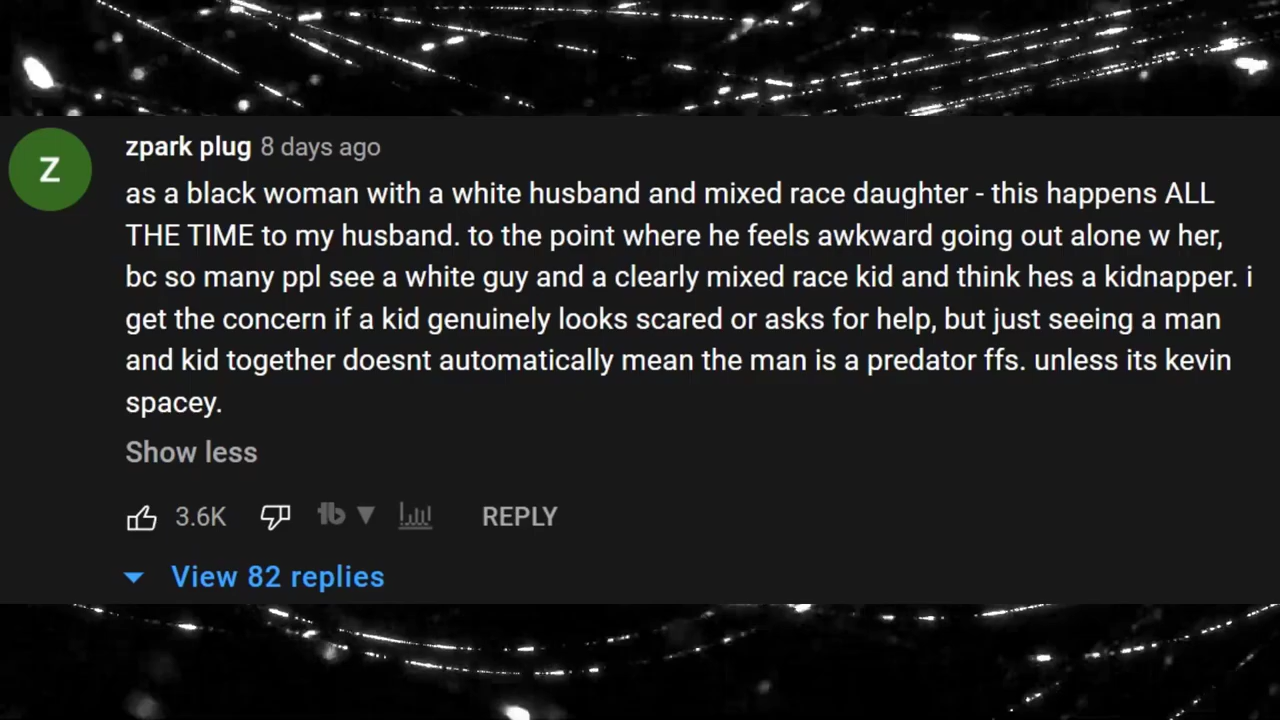 Z
zpark plug 8 days ago
as a black woman with a white husband and mixed race daughter - this happens ALL
THE TIME to my husband. to the point where he feels awkward going out alone w her,
bc so many ppl see a white guy and a clearly mixed race kid and think hes a kidnapper. i
get the concern if a kid genuinely looks scared or asks for help, but just seeing a man
and kid together doesnt automatically mean the man is a predator ffs. unless its kevin
spacey.
Show less
3.6K tb REPLY
View 82 replies